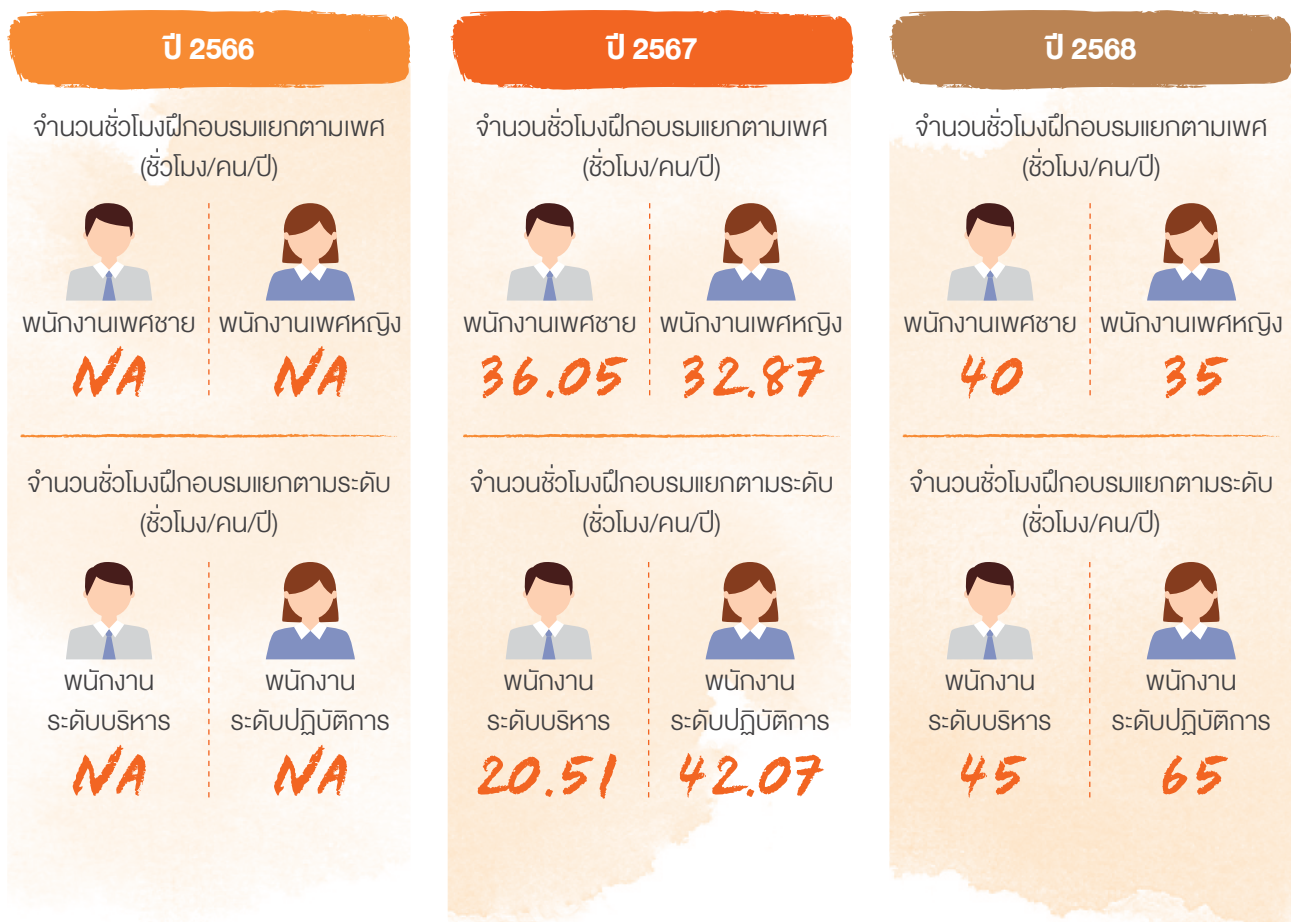 ปี 2566
จำนวนชั่วโมงฝึกอบรมแยกตามเพศ
(ชั่วโมง/คน/ปี)
พนักงานเพศชาย
NA
พนักงานเพศหญิง
NA
จำนวนชั่วโมงฝึกอบรมแยกตามระดับ
(ชั่วโมง/คน/ปี)
พนักงาน
ระดับบริหาร
NA
พนักงาน
ระดับปฏิบัติการ
NA
ปี 2567
จำนวนชั่วโมงฝึกอบรมแยกตามเพศ
(ชั่วโมง/คน/ปี)
พนักงานเพศชาย
36.05
พนักงานเพศหญิง
32.87
จำนวนชั่วโมงฝึกอบรมแยกตามระดับ
(ชั่วโมง/คน/ปี)
พนักงาน
ระดับบริหาร
20.51
พนักงาน
ระดับปฏิบัติการ
42.07
ปี 2568
จำนวนชั่วโมงฝึกอบรมแยกตามเพศ
(ชั่วโมง/คน/ปี)
พนักงานเพศชาย
40
พนักงานเพศหญิง
35
จำนวนชั่วโมงฝึกอบรมแยกตามระดับ
(ชั่วโมง/คน/ปี)
พนักงาน
ระดับบริหาร
45
พนักงาน
ระดับปฏิบัติการ
65